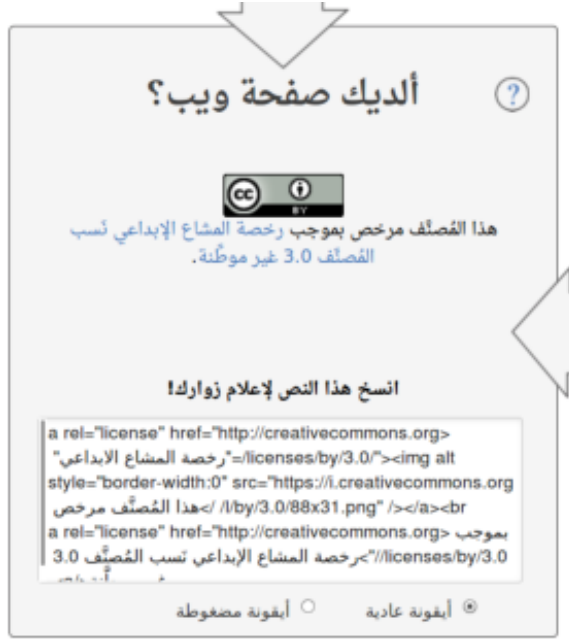 ألديك صفحة ويب؟
?
cc
BY
هذا المُصنَّف مرخص بموجب رخصة المشاع الإبداعي نَسب
المُصنَّف 3.0 غير موطَّنة.
انسخ هذا النص لإعلام زوارك!
a rel="license" href="http://creativecommons.org>
"رخصة المشاع الابداعي"=/licenses/by/3.0/"><img alt
style="border-width:0" src="https://i.creativecommons.org
هذا المُصنَّف مرخص</ /l/by/3.0/88x31.png" /></a><br
بموجب <a rel="license" href="http://creativecommons.org
//licenses/by/3.0">رخصة المشاع الإبداعي نَسب المُصنَّف 3.0
أيقونة عادية
أيقونة مضغوطة